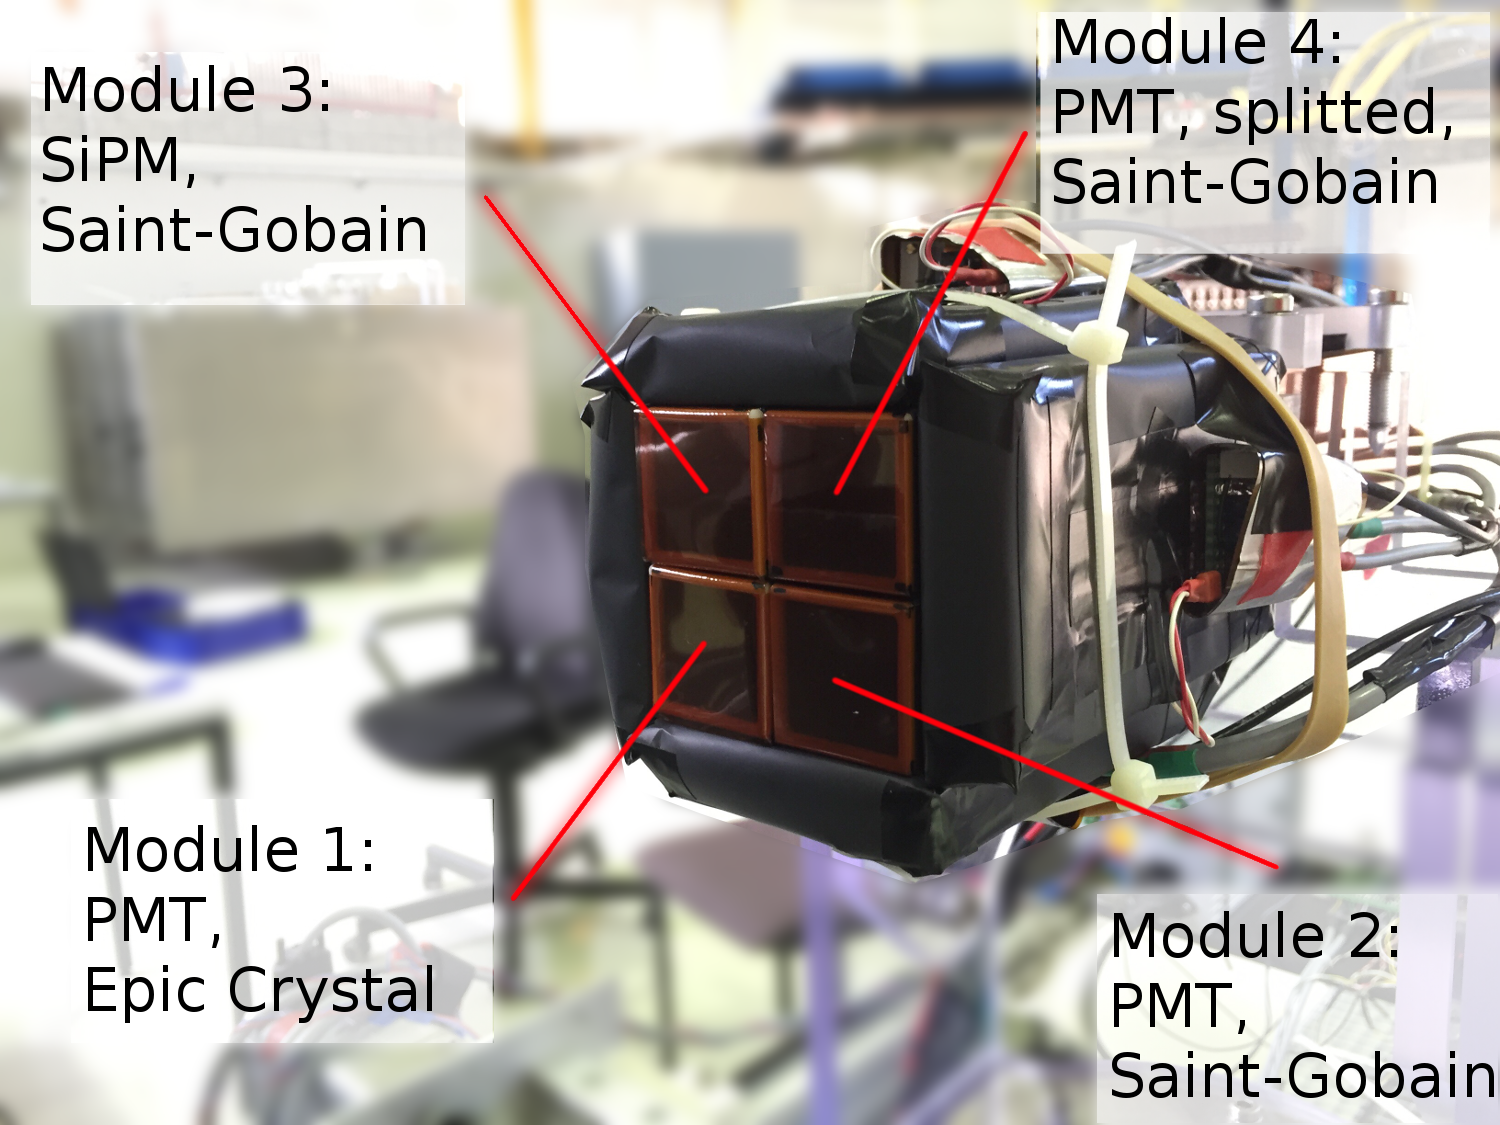 Module 3:
SiPM,
Saint-Gobain
Module 4:
PMT, splitted,
Saint-Gobain
Module 1:
PMT,
Epic Crystal
Module 2:
PMT,
Saint-Gobain